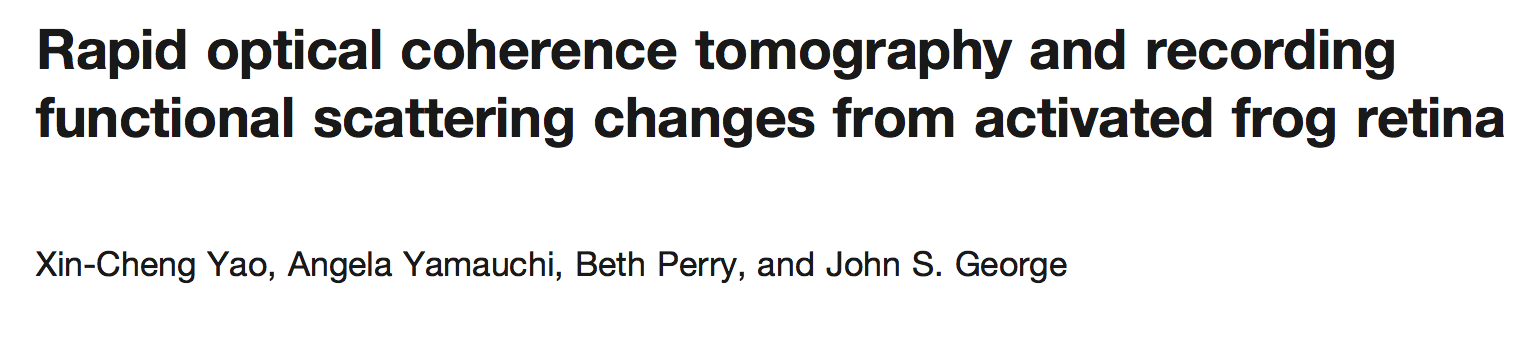 Rapid optical coherence tomography and recording
functional scattering changes from activated frog retina
Xin-Cheng Yao, Angela Yamauchi, Beth Perry, and John S. George